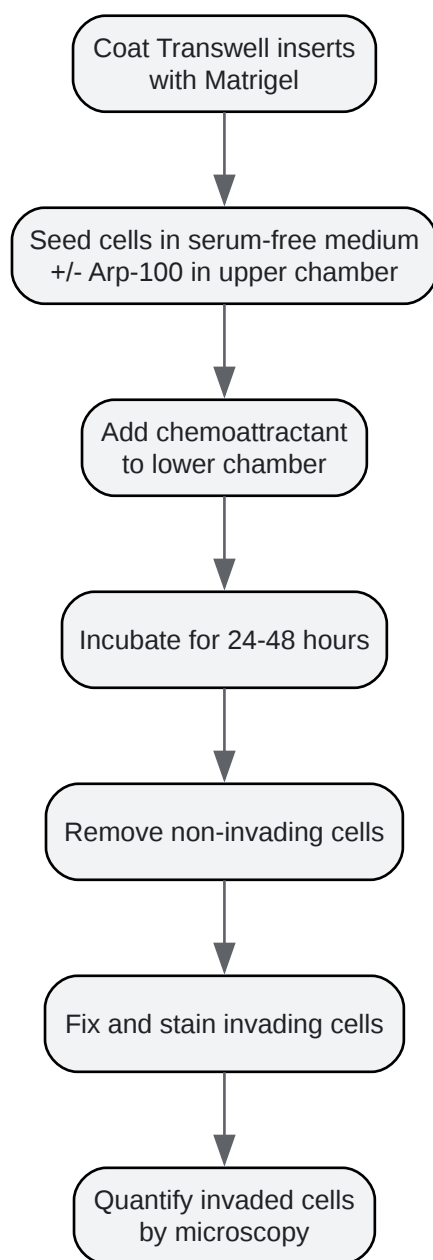 Coat Transwell inserts
with Matrigel
Seed cells in serum-free medium
+/- Arp-100 in upper chamber
Add chemoattractant
to lower chamber
Incubate for 24-48 hours
Remove non-invading cells
Fix and stain invading cells
Quantify invaded cells
by microscopy